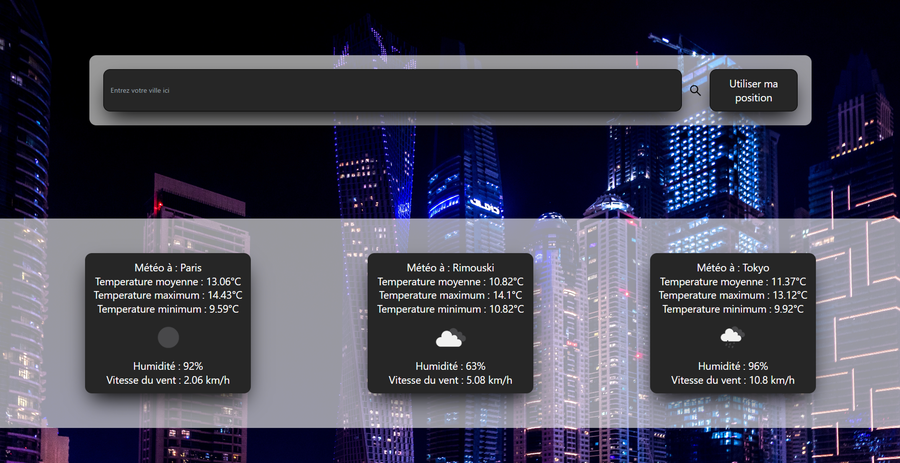 Entrez votre ville ici
Utiliser ma
position
Météo à : Paris
Temperature moyenne : 13.06°C
Temperature maximum : 14.43°C
Temperature minimum : 9.59°C
Humidité : 92%
Vitesse du vent : 2.06 km/h
Météo à : Rimouski
Temperature moyenne : 10.82°C
Temperature maximum : 14.1°C
Temperature minimum : 10.82°C
Humidité : 63%
Vitesse du vent : 5.08 km/h
Météo à : Tokyo
Temperature moyenne : 11.37°C
Temperature maximum : 13.12°C
Temperature minimum : 9.92°C
Humidité : 96%
Vitesse du vent : 10.8 km/h